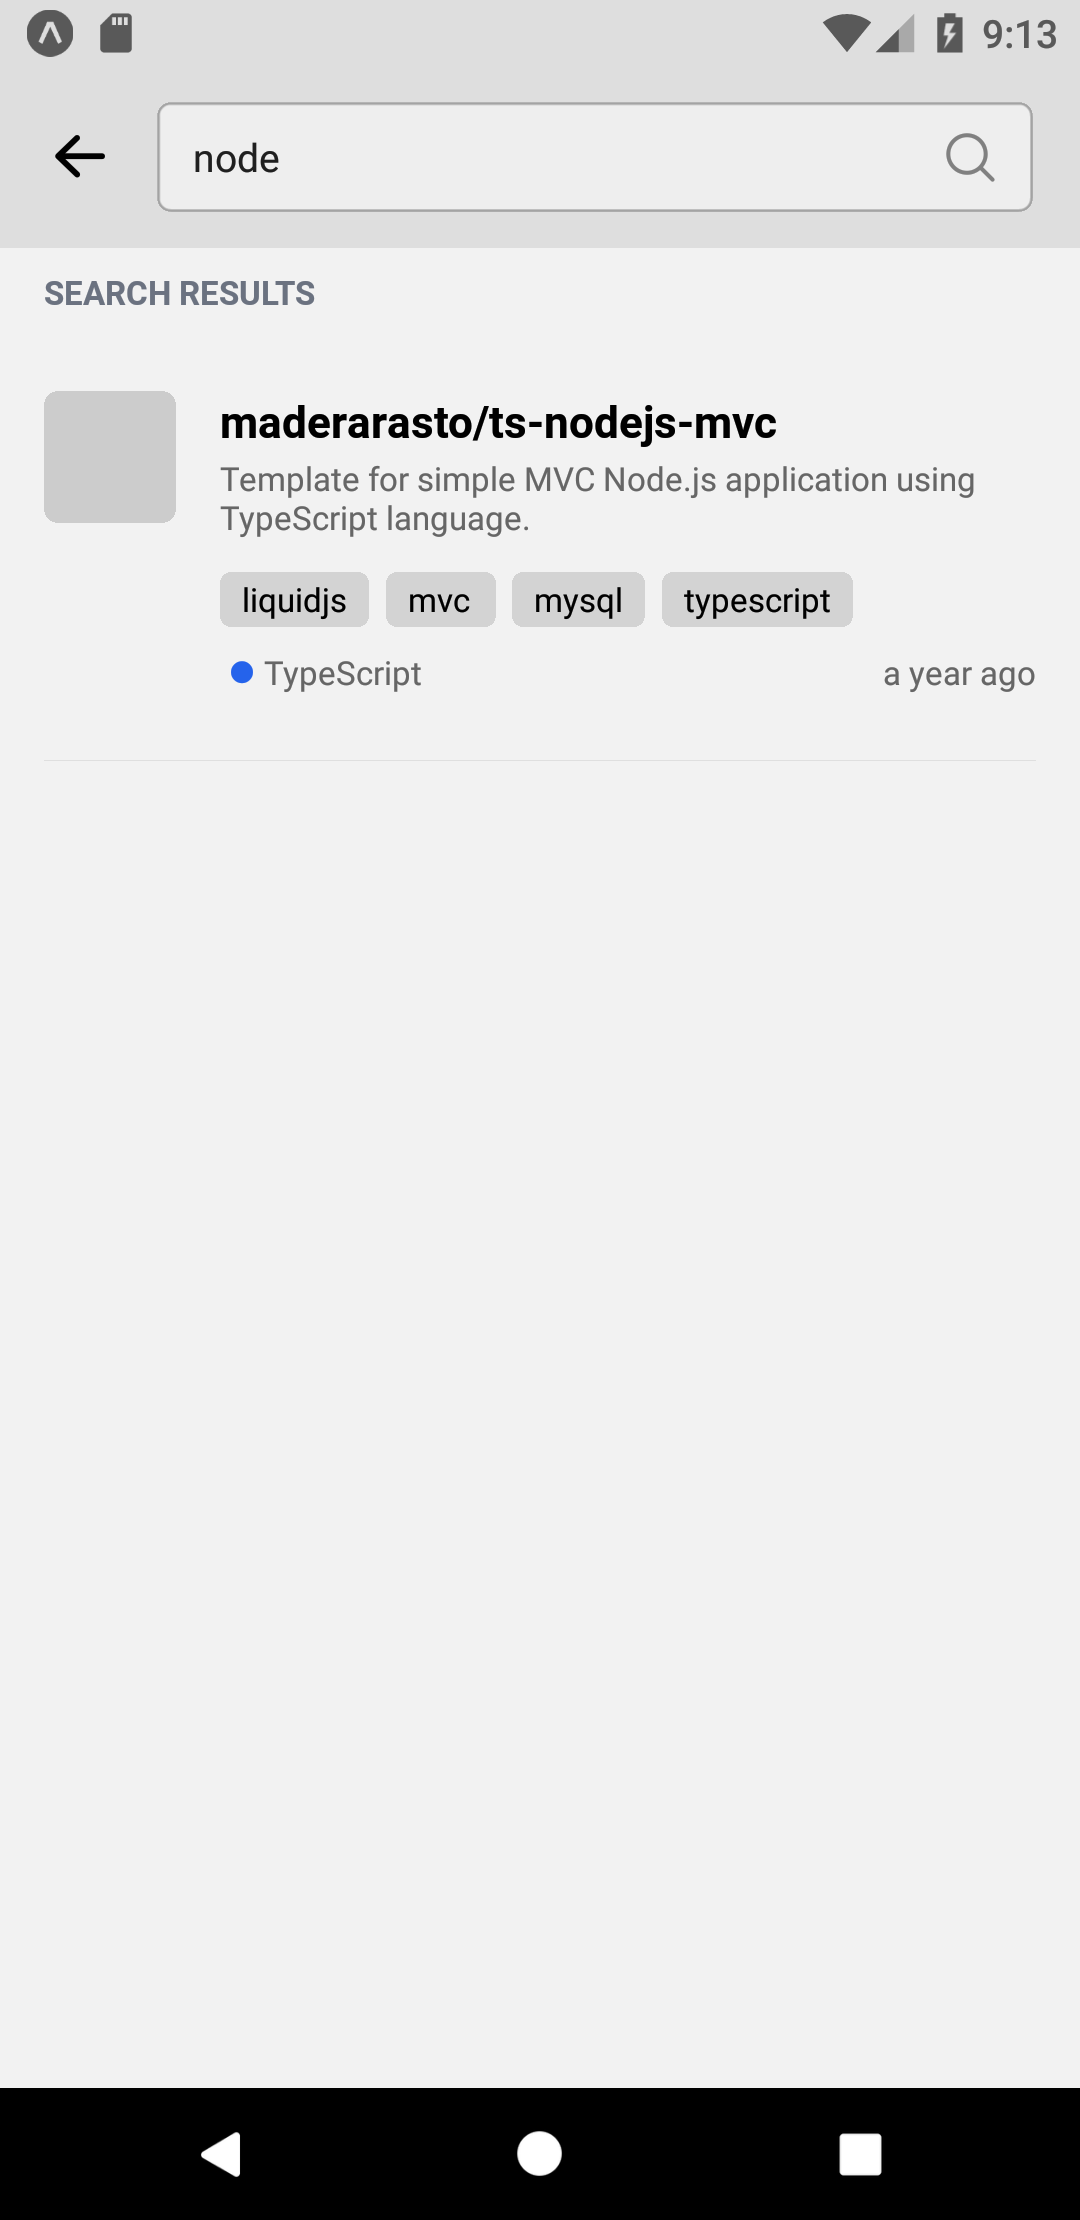 9:13
node
SEARCH RESULTS
maderarasto/ts-nodejs-mvc
Template for simple MVC Node.js application using
TypeScript language.
liquidjs mvc mysql typescript
TypeScript a year ago